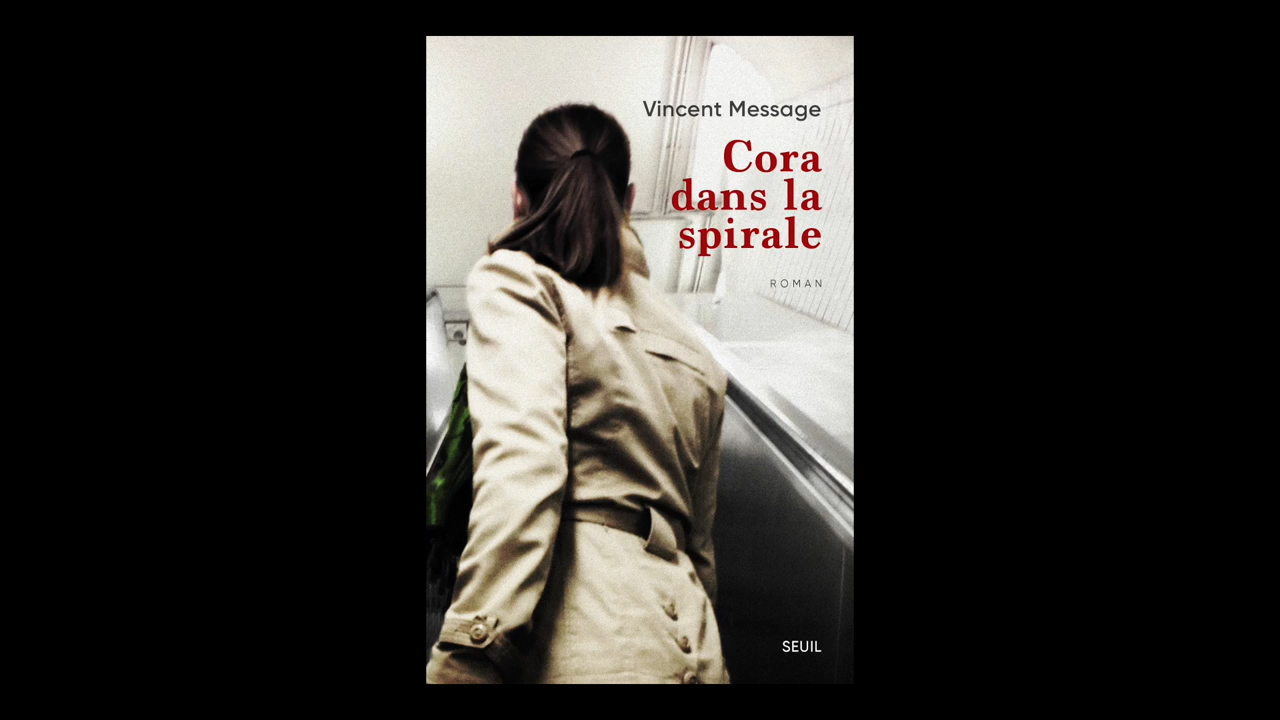 Vincent Message
Cora
dans la
spirale
ROMAN
SEUIL